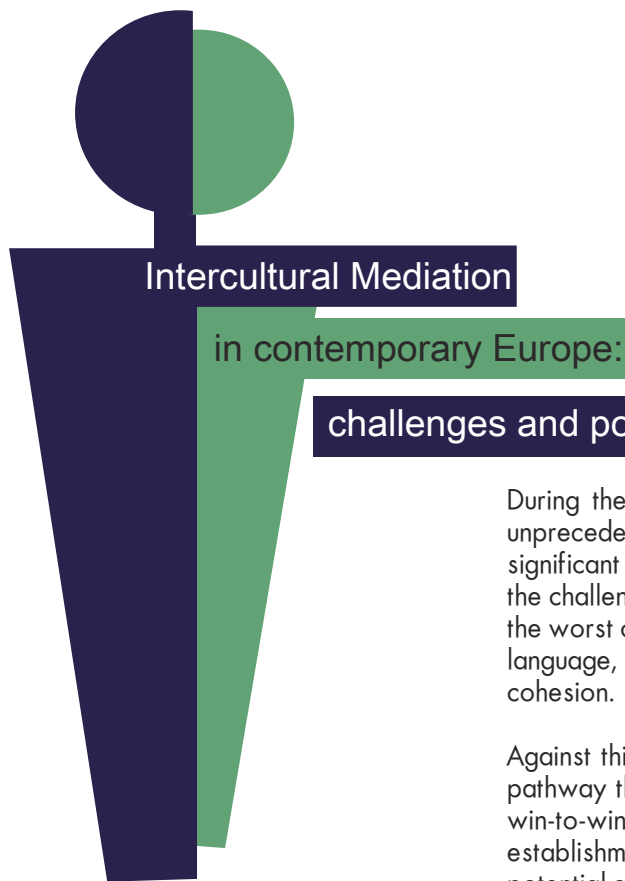 Intercultural Mediation
in contemporary Europe:
challenges and po
During the
unprecede
significant
the challen
the worst
language,
cohesion.
Against thi
pathway th
win-to-win
establishm